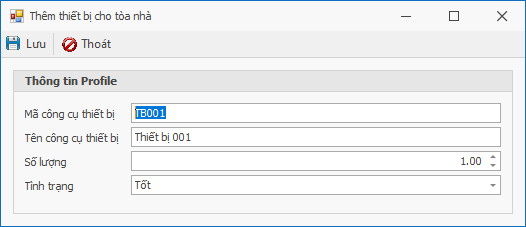 Thêm thiết bị cho tòa nhà
Lưu Thoát
Thông tin Profile
Mã công cụ thiết bị TB001
Tên công cụ thiết bị Thiết bị 001
Số lượng 1.00
Tình trạng Tốt